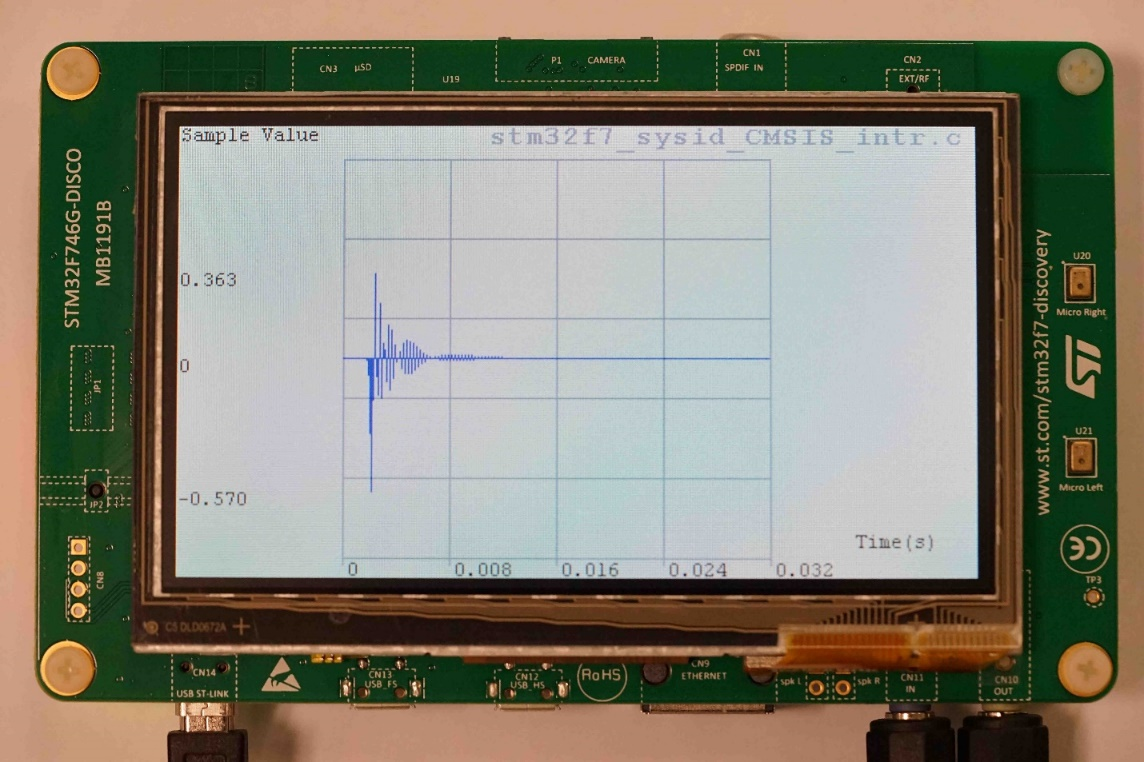 CN3 µSD
U19
P1 CAMERA
CN1
SPDIF IN
CN2
EXT/RF
STM32F746G-DISCO
MB1191B
Sample Value
stm32f7_sysid_CMSIS_intr.c
0.363
0
-0.570
Time(s)
0
0.008
0.016
0.024
0.032
JP1
JP2
CN8
U20
Micro Right
ST
www.st.com/stm32f7-discovery
U21
Micro Left
CE
TP3
CN14
USB ST-LINK
CN13
USB_FS
CN12
USB_HS
RoHS
CN9
ETHERNET
spk L
spk R
CN11
IN
CN10
OUT